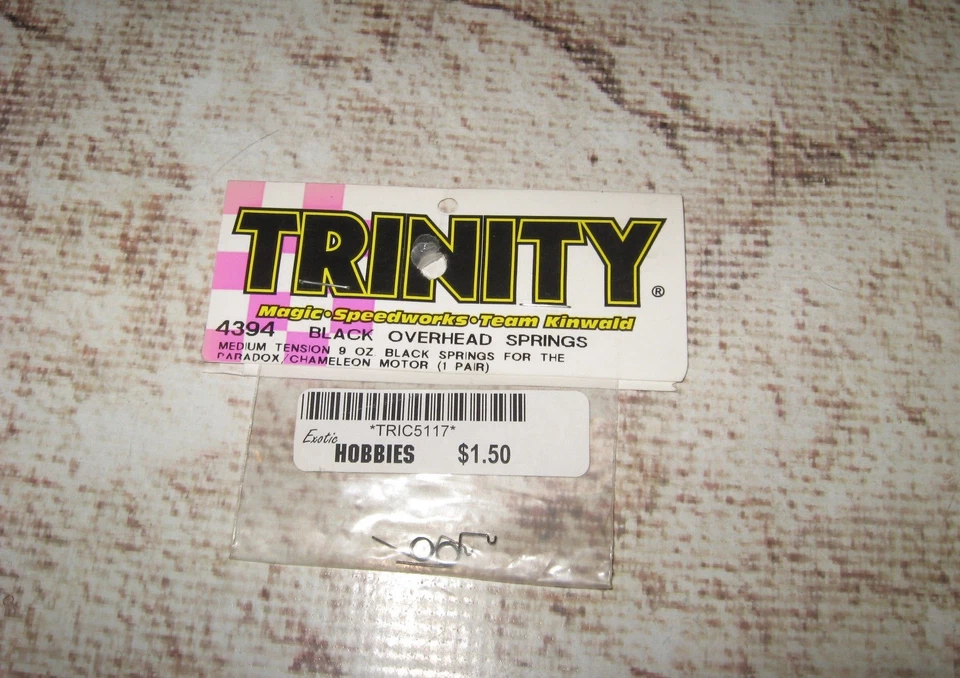 TRINITY®
Magic•Speedworks•Team Kinwald
4394 BLACK OVERHEAD SPRINGS
MEDIUM TENSION 9 OZ. BLACK SPRINGS FOR THE
PARADOX/CHAMELEON MOTOR (1 PAIR)
*TRIC5117*
Exotic
HOBBIES $1.50